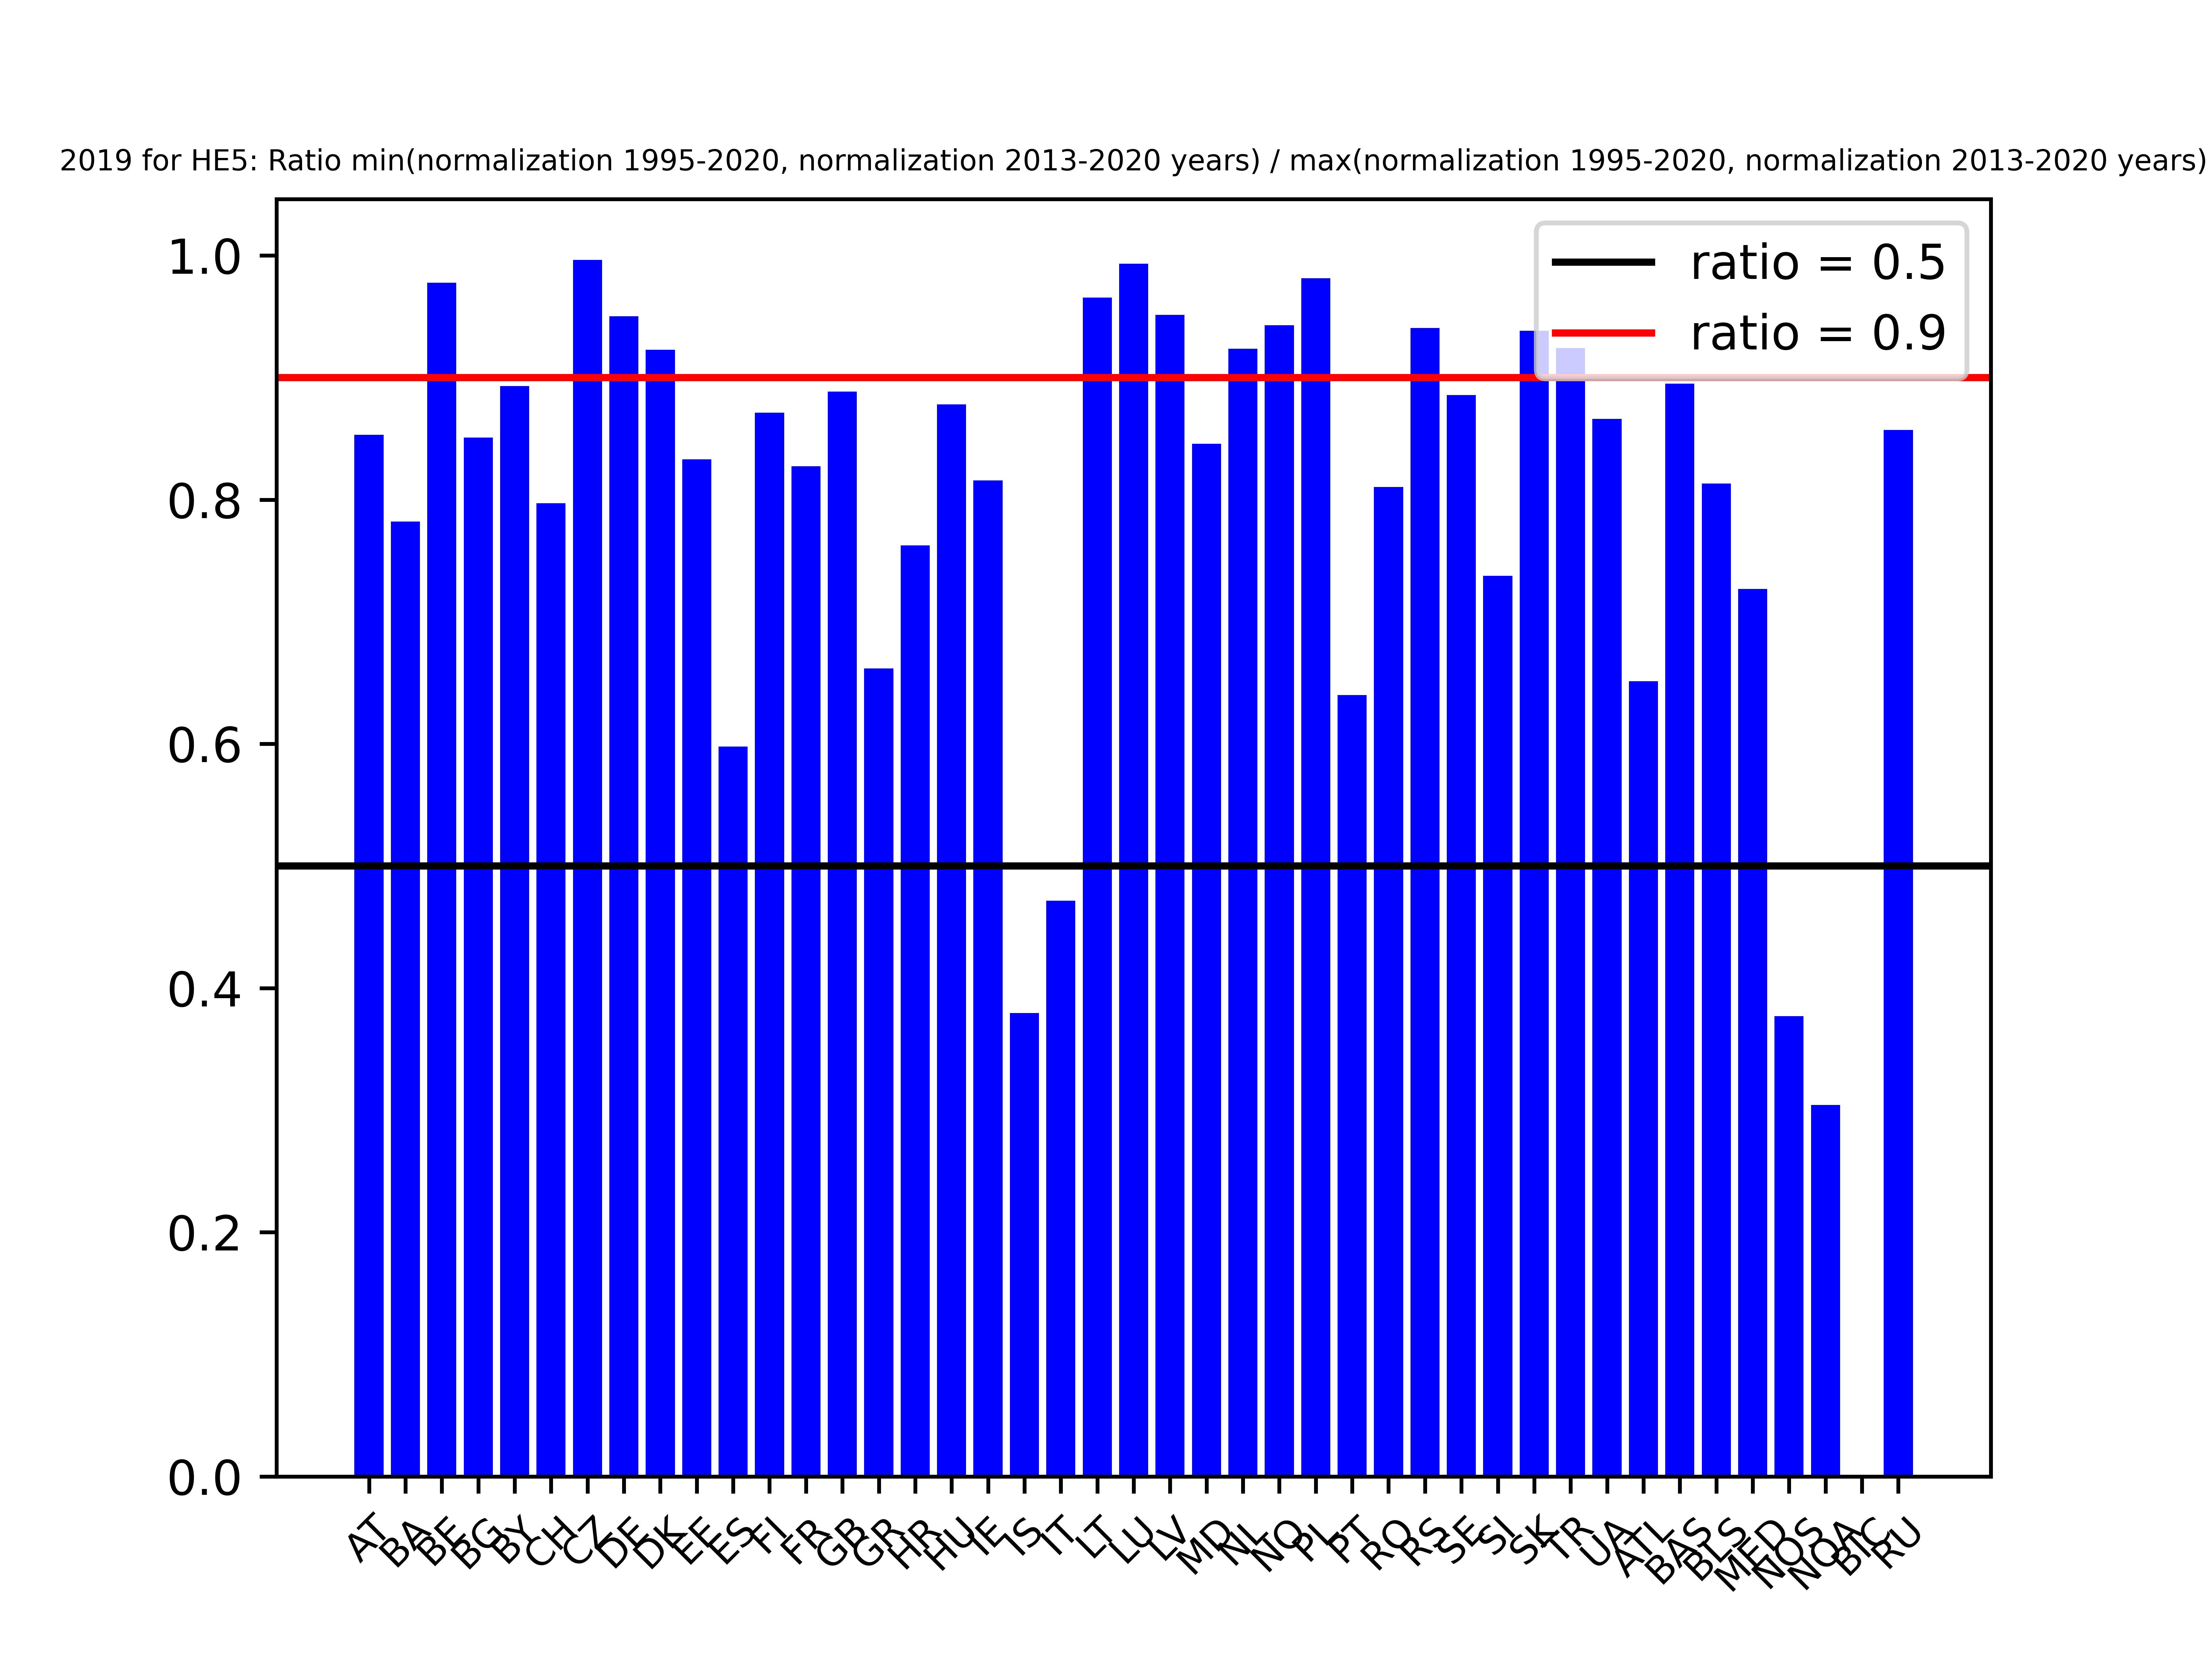 2019 for HE5: Ratio min(normalization 1995-2020, normalization 2013-2020 years) / max(normalization 1995-2020, normalization 2013-2020 years)
ratio = 0.5
ratio = 0.9
1.0
0.8
0.6
0.4
0.2
0.0
AT
BA
BE
BG
BY
CH
CZ
DE
DK
EE
ES
FI
FR
GB
GR
HR
HU
IE
IS
IT
LT
LU
LV
MD
NL
NO
PL
PT
RO
RS
SE
SI
SK
TR
UA
ATL
BAS
BLS
MED
NOS
NOA
BIC
RU